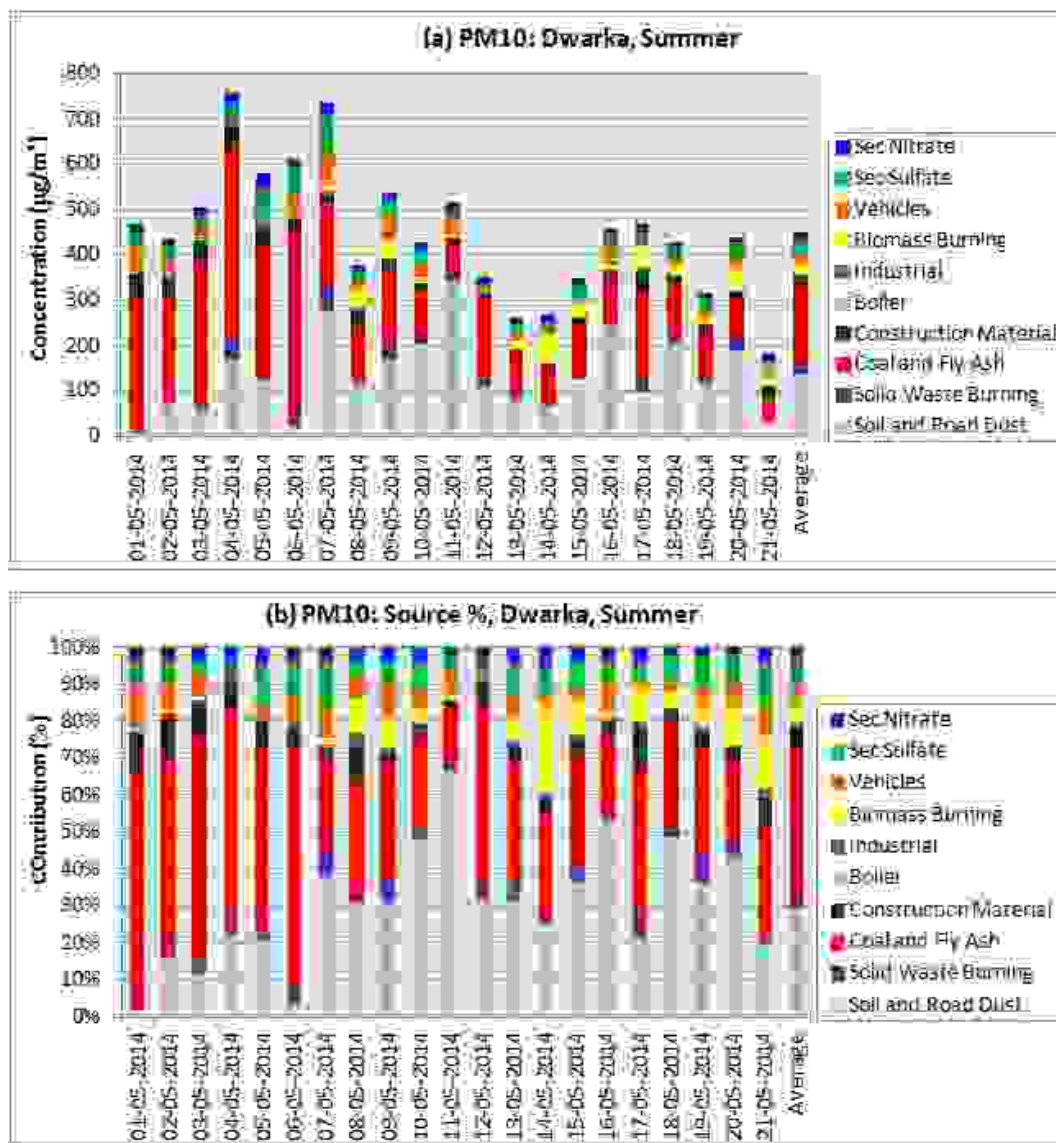 (a) PM10: Dwarka, Summer
Concentration (µg/m³)
800
700
600
500
400
300
200
100
0
01-05-2014
02-05-2014
03-05-2014
04-05-2014
05-05-2014
06-05-2014
07-05-2014
08-05-2014
09-05-2014
10-05-2014
11-05-2014
12-05-2014
13-05-2014
14-05-2014
15-05-2014
16-05-2014
17-05-2014
18-05-2014
19-05-2014
20-05-2014
21-05-2014
Average
Sec Nitrate
Sec Sulfate
Vehicles
Biomass Burning
Industrial
Boiler
Construction Material
Coal and Fly Ash
Solid Waste Burning
Soil and Road Dust
(b) PM10: Source %, Dwarka, Summer
COntribution (%)
100%
90%
80%
70%
60%
50%
40%
30%
20%
10%
0%
01-05-2014
02-05-2014
03-05-2014
04-05-2014
05-05-2014
06-05-2014
07-05-2014
08-05-2014
09-05-2014
10-05-2014
11-05-2014
12-05-2014
13-05-2014
14-05-2014
15-05-2014
16-05-2014
17-05-2014
18-05-2014
19-05-2014
20-05-2014
21-05-2014
Average
Sec Nitrate
Sec Sulfate
Vehicles
Biomass Burning
Industrial
Boiler
Construction Material
Coal and Fly Ash
Solid Waste Burning
Soil and Road Dust